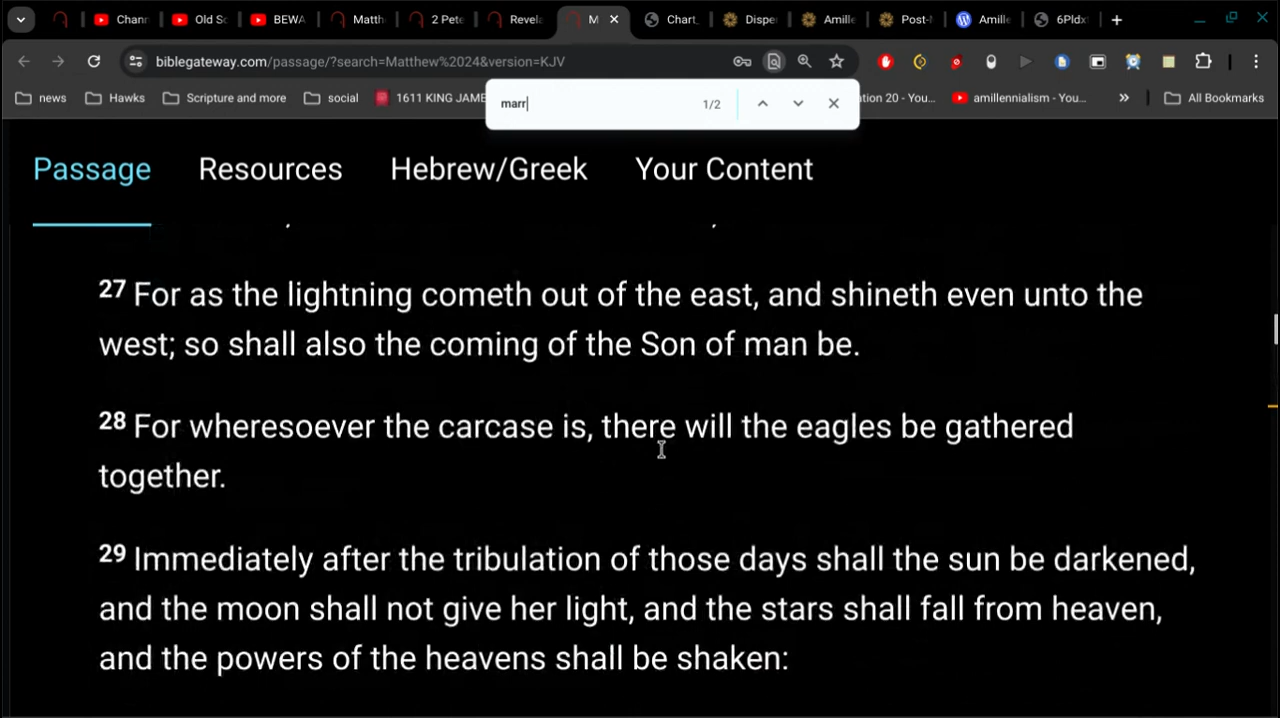 Chann
Old Sc
BEWA
Matth
2 Pete
Revela
M
Chart_
Dispe
Amille
Post-
Amille
6Pldx
biblegateway.com/passage/?search=Matthew%2024&version=KJV
news
Hawks
Scripture and more
social
1611 KING JAME
ation 20 - You...
amillennialism - You...
All Bookmarks
marr
1/2
Passage
Resources
Hebrew/Greek
Your Content
27 For as the lightning cometh out of the east, and shineth even unto the
west; so shall also the coming of the Son of man be.
28 For wheresoever the carcase is, there will the eagles be gathered
together.
29 Immediately after the tribulation of those days shall the sun be darkened,
and the moon shall not give her light, and the stars shall fall from heaven,
and the powers of the heavens shall be shaken: